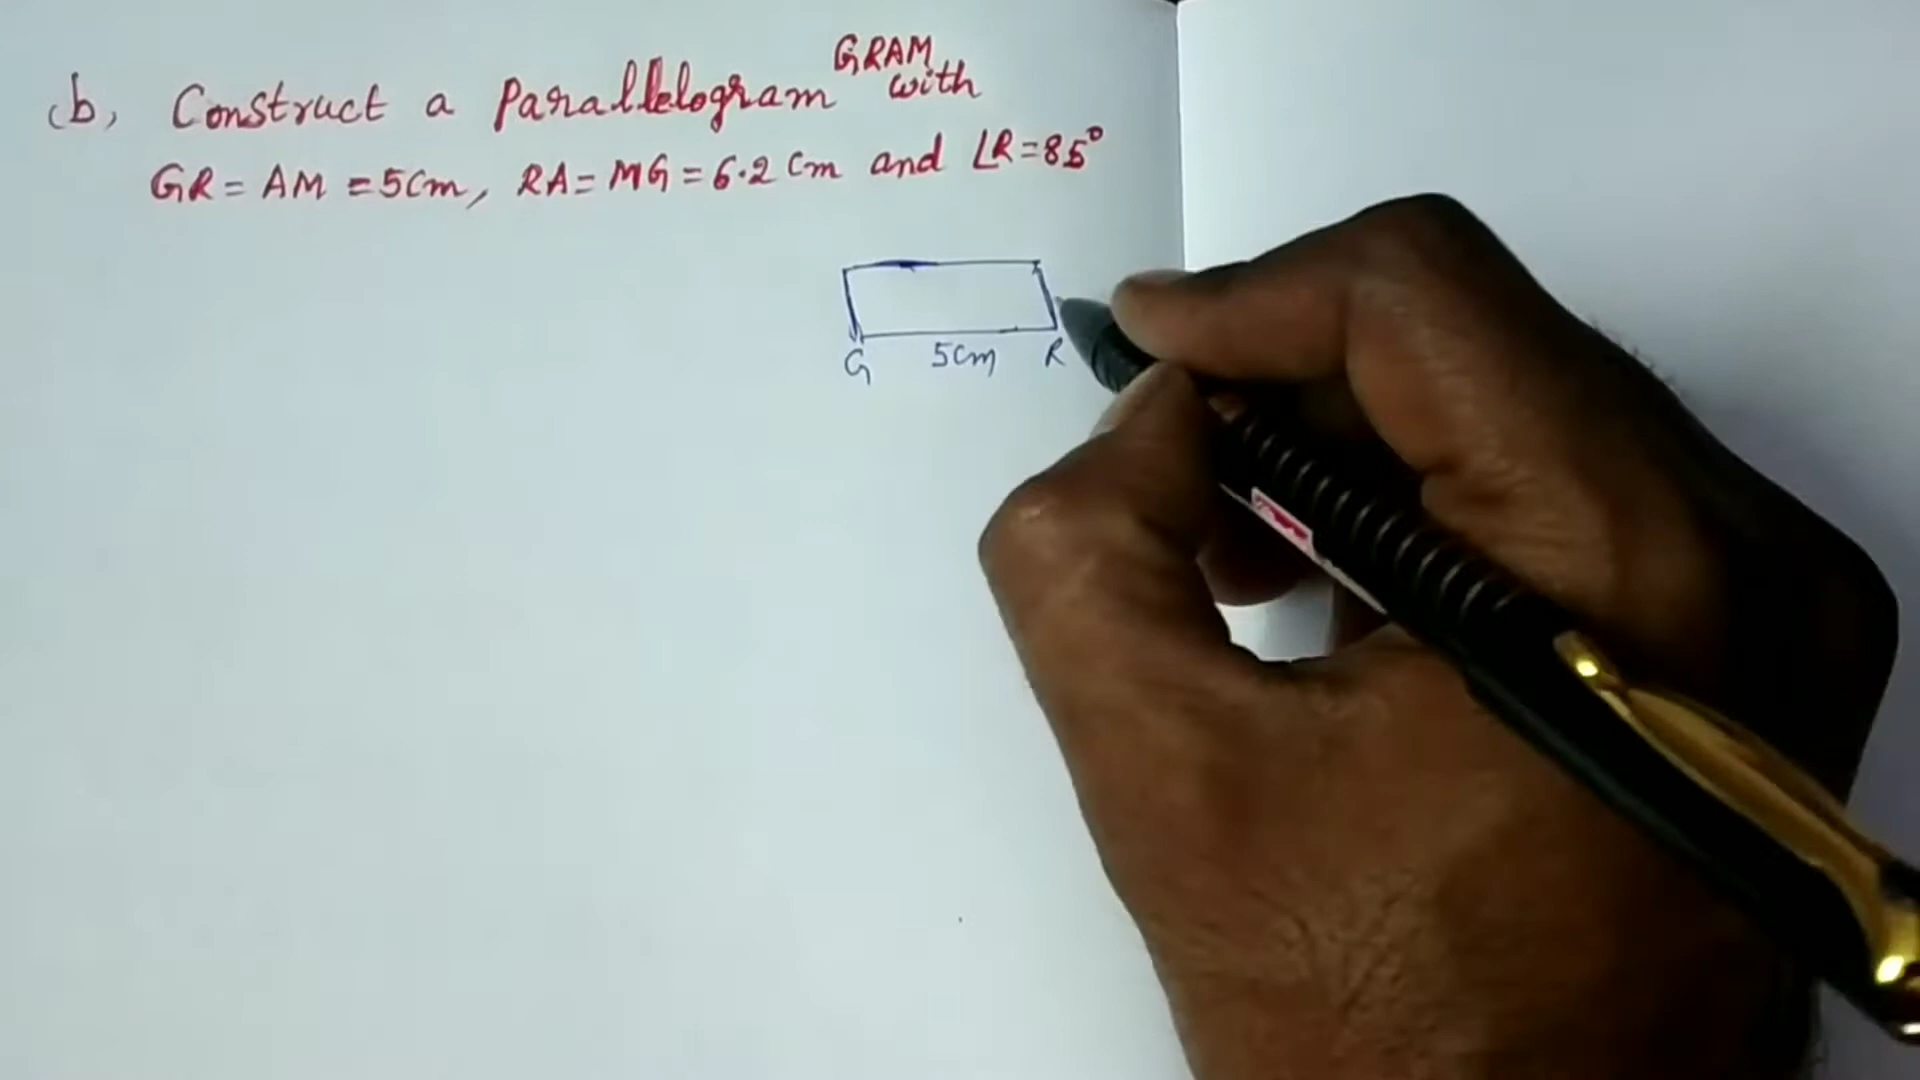 (b, Construct a Parallelogram GRAM with
GR = AM = 5Cm, RA = MG = 6.2 Cm and ∠R = 85°
G 5Cm R